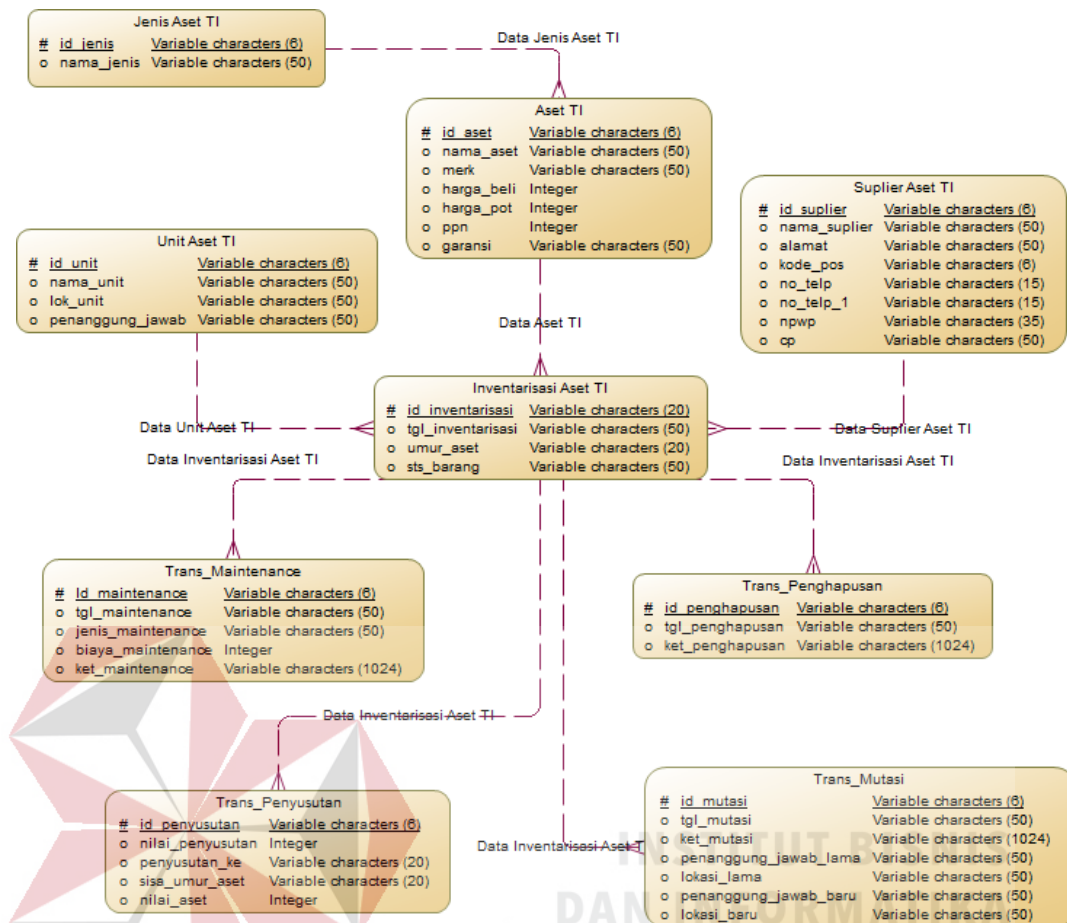 Jenis Aset TI
# id_jenis Variable characters (6)
o nama_jenis Variable characters (50)
Data Jenis Aset TI
Aset TI
# id_aset Variable characters (6)
o nama_aset Variable characters (50)
o merk Variable characters (50)
o harga_beli Integer
o harga_pot Integer
o ppn Integer
o garansi Variable characters (50)
Suplier Aset TI
# id_suplier Variable characters (6)
o nama_suplier Variable characters (50)
o alamat Variable characters (50)
o kode_pos Variable characters (6)
o no_telp Variable characters (15)
o no_telp_1 Variable characters (15)
o npwp Variable characters (35)
o cp Variable characters (50)
Unit Aset TI
# id_unit Variable characters (6)
o nama_unit Variable characters (50)
o lok_unit Variable characters (50)
o penanggung_jawab Variable characters (50)
Data Aset TI
Inventarisasi Aset TI
# id_inventarisasi Variable characters (20)
o tgl_inventarisasi Variable characters (50)
o umur_aset Variable characters (20)
o sts_barang Variable characters (50)
Data Unit Aset TI
Data Suplier Aset TI
Data Inventarisasi Aset TI
Data Inventarisasi Aset TI
Trans_Maintenance
# Id_maintenance Variable characters (6)
o tgl_maintenance Variable characters (50)
o jenis_maintenance Variable characters (50)
o biaya_maintenance Integer
o ket_maintenance Variable characters (1024)
Trans_Penghapusan
# id_penghapusan Variable characters (6)
o tgl_penghapusan Variable characters (50)
o ket_penghapusan Variable characters (1024)
Data Inventarisasi Aset TI
Trans_Penyusutan
# id_penyusutan Variable characters (6)
o nilai_penyusutan Integer
o penyusutan_ke Variable characters (20)
o sisa_umur_aset Variable characters (20)
o nilai_aset Integer
Data Inventarisasi Aset T
Trans_Mutasi
# id_mutasi Variable characters (6)
o tgl_mutasi Variable characters (50)
o ket_mutasi Variable characters (1024)
o penanggung_jawab_lama Variable characters (50)
o lokasi_lama Variable characters (50)
o penanggung_jawab_baru Variable characters (50)
o lokasi_baru Variable characters (50)
INSTITUT BISNIS
DAN INFORMATIKA